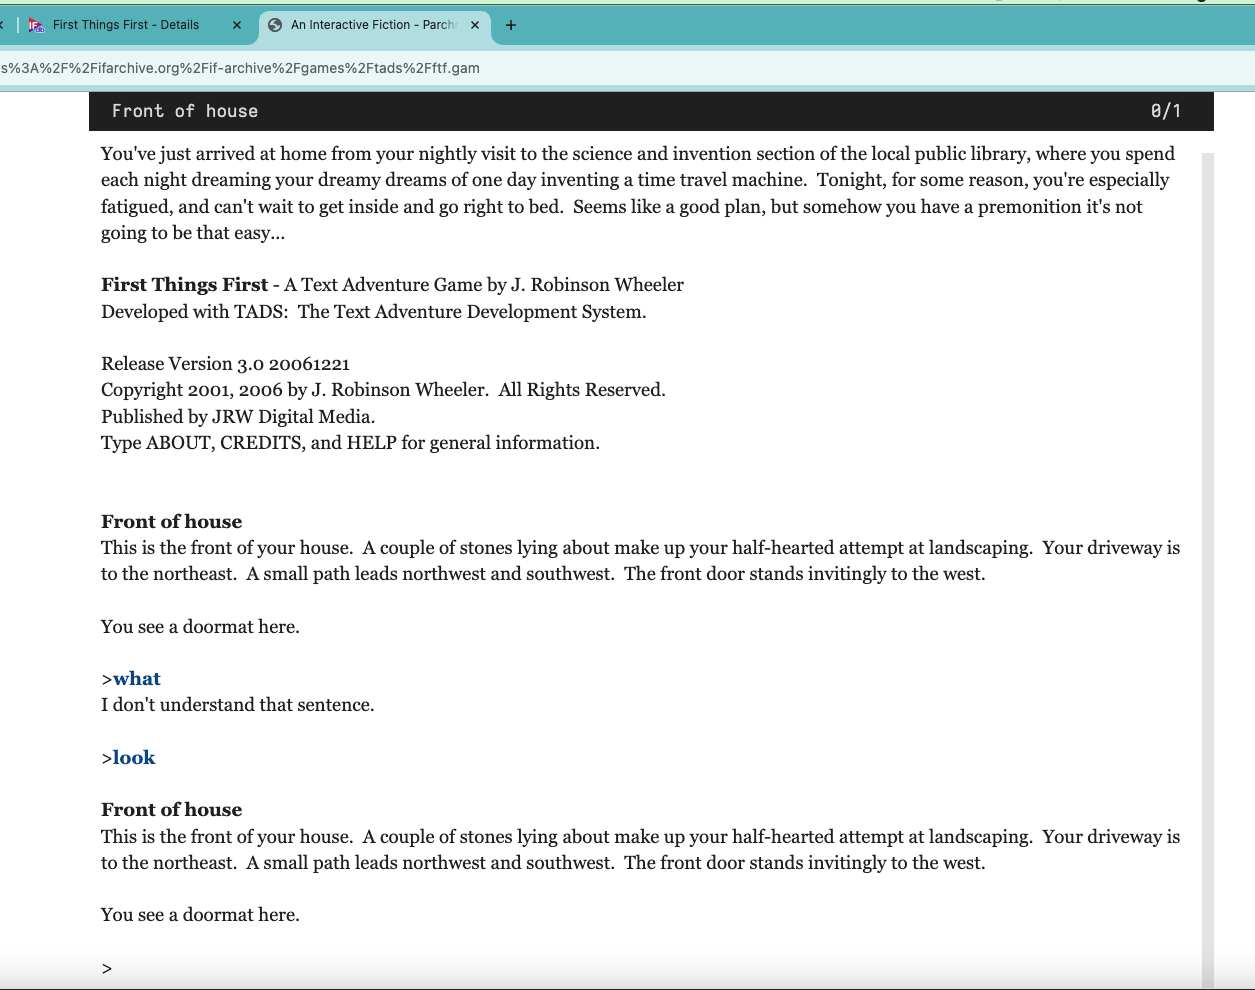 First Things First - Details
An Interactive Fiction - Parch
s%3A%2F%2Fifarchive.org%2Fif-archive%2Fgames%2Ftads%2Fftf.gam
Front of house 0/1
You've just arrived at home from your nightly visit to the science and invention section of the local public library, where you spend
each night dreaming your dreamy dreams of one day inventing a time travel machine.  Tonight, for some reason, you're especially
fatigued, and can't wait to get inside and go right to bed.  Seems like a good plan, but somehow you have a premonition it's not
going to be that easy...
First Things First - A Text Adventure Game by J. Robinson Wheeler
Developed with TADS:  The Text Adventure Development System.
Release Version 3.0 20061221
Copyright 2001, 2006 by J. Robinson Wheeler.  All Rights Reserved.
Published by JRW Digital Media.
Type ABOUT, CREDITS, and HELP for general information.
Front of house
This is the front of your house.  A couple of stones lying about make up your half-hearted attempt at landscaping.  Your driveway is
to the northeast.  A small path leads northwest and southwest.  The front door stands invitingly to the west.
You see a doormat here.
>what
I don't understand that sentence.
>look
Front of house
This is the front of your house.  A couple of stones lying about make up your half-hearted attempt at landscaping.  Your driveway is
to the northeast.  A small path leads northwest and southwest.  The front door stands invitingly to the west.
You see a doormat here.
>